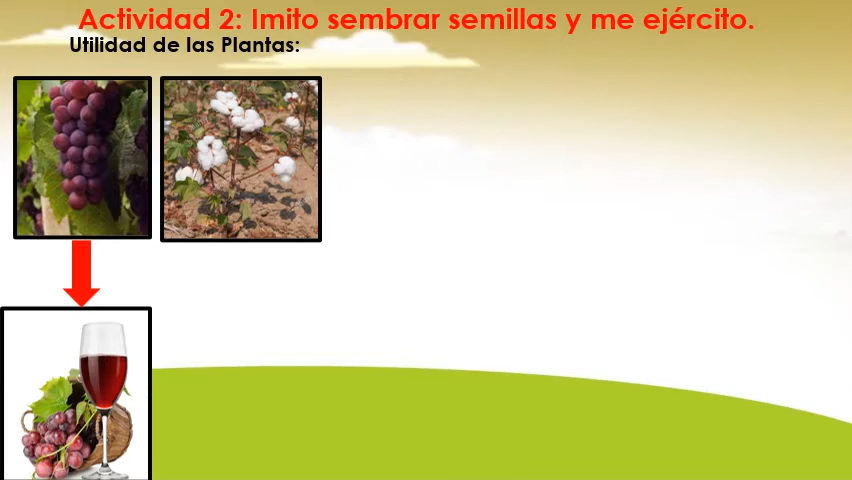 Actividad 2: Imito sembrar semillas y me ejército.
Utilidad de las Plantas: